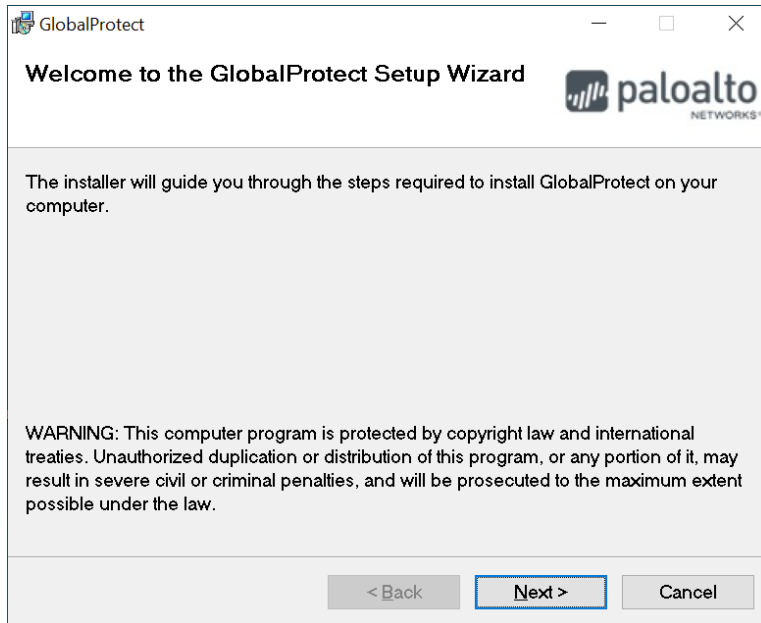 GlobalProtect
Welcome to the GlobalProtect Setup Wizard
paloalto
NETWORKS®
The installer will guide you through the steps required to install GlobalProtect on your
computer.
WARNING: This computer program is protected by copyright law and international
treaties. Unauthorized duplication or distribution of this program, or any portion of it, may
result in severe civil or criminal penalties, and will be prosecuted to the maximum extent
possible under the law.
< Back
Next >
Cancel